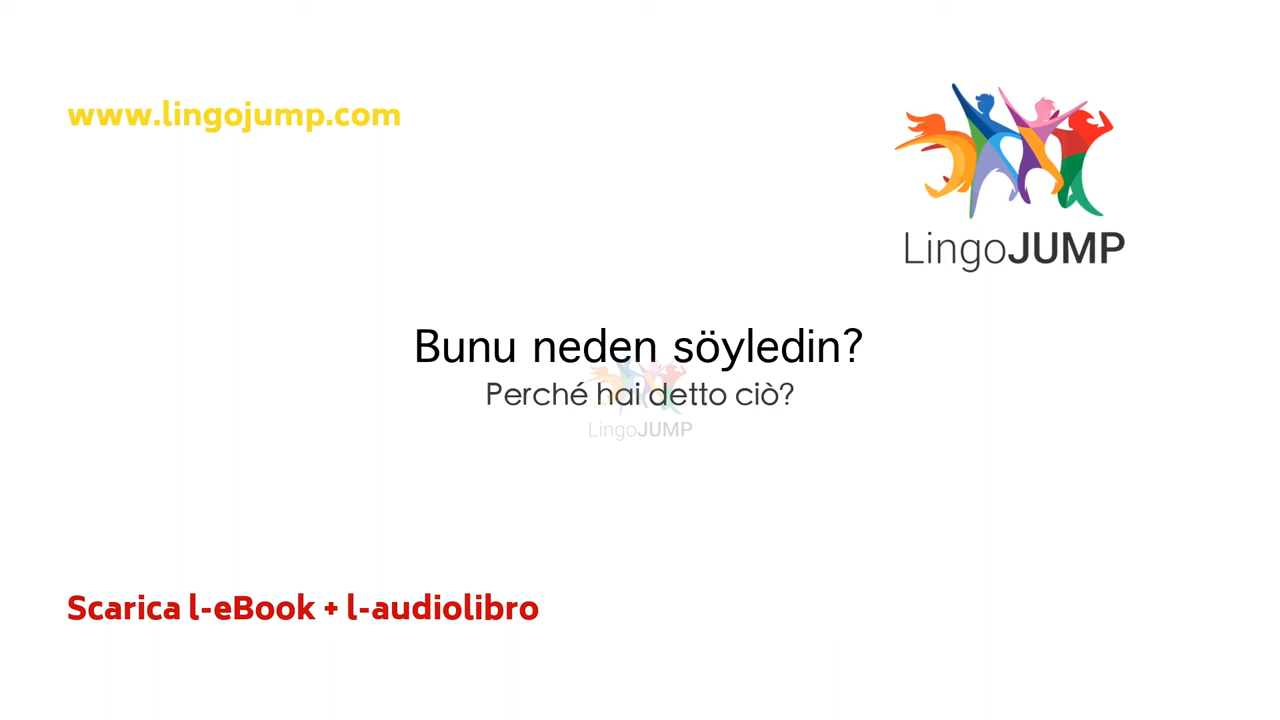 www.lingojump.com
LingoJUMP
Bunu neden söyledin?
Perché hai detto ciò?
LingoJUMP
Scarica l-eBook + l-audiolibro